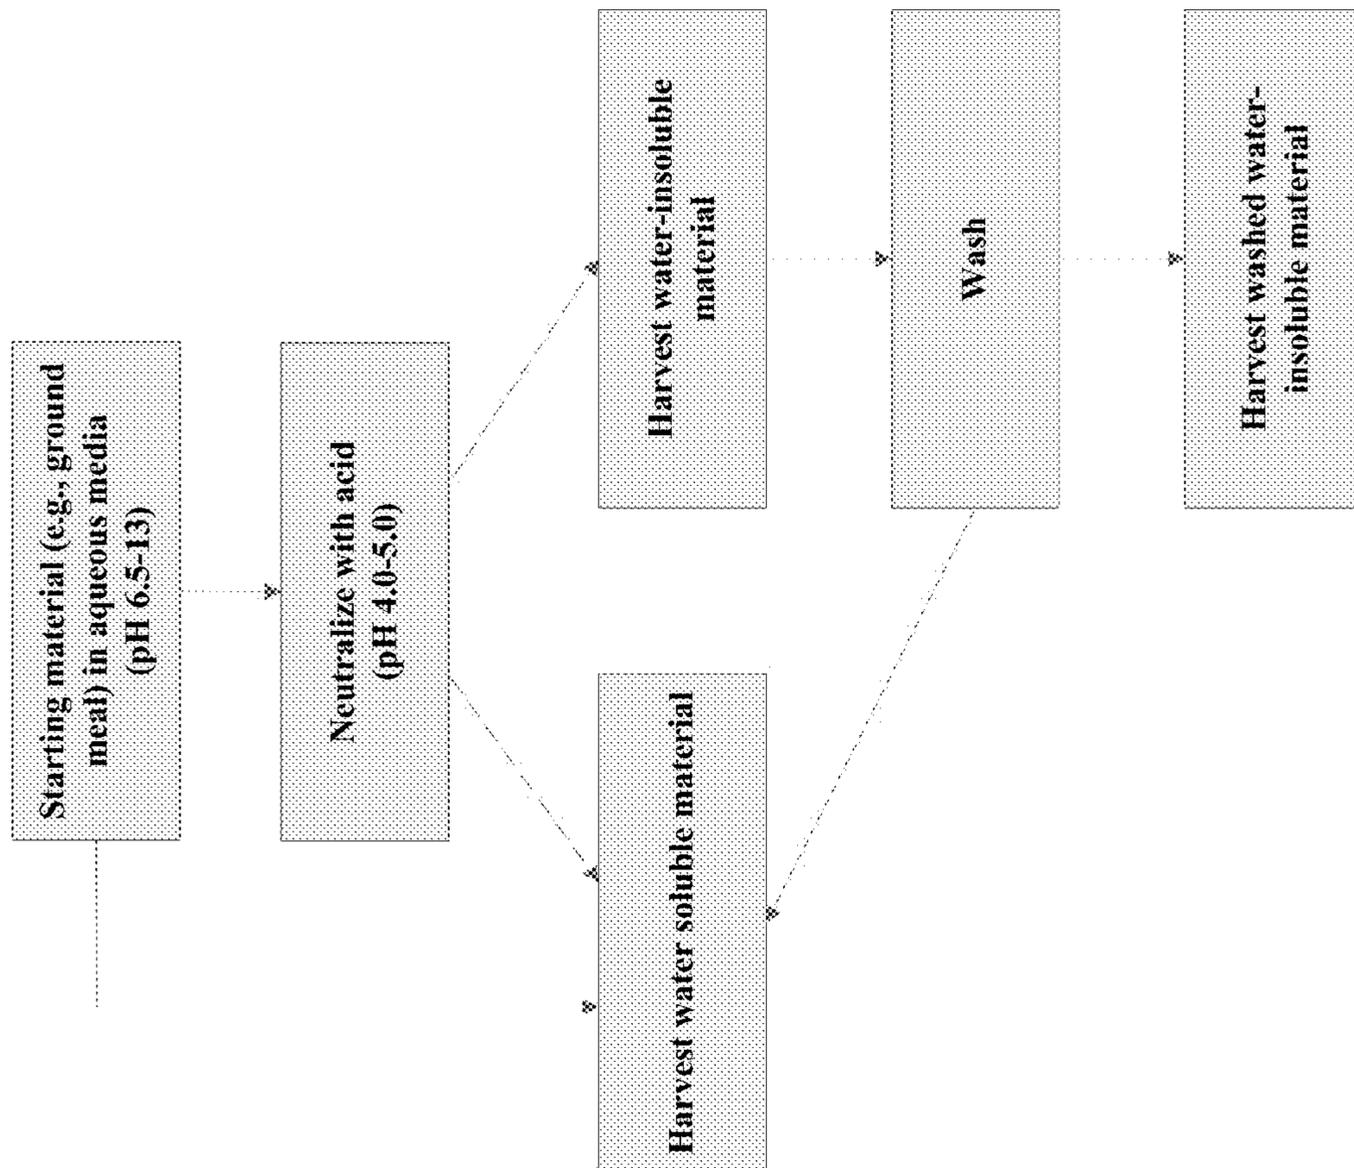 Starting material (e.g., ground
meal) in aqueous media
(pH 6.5-13)
Neutralize with acid
(pH 4.0-5.0)
Harvest water soluble material
Harvest water-insoluble
material
Wash
Harvest washed water-
insoluble material